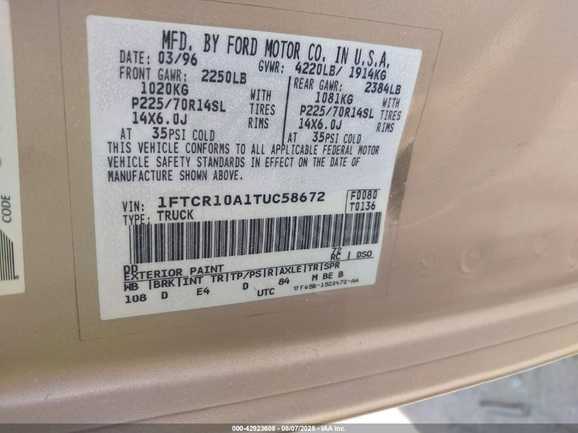 MFD. BY FORD MOTOR CO. IN U.S.A.
DATE: 03/96 GVWR: 4220LB/ 1914KG
FRONT GAWR: 2250LB REAR GAWR: 2384LB
1020KG 1081KG WITH
P225/70R14SL TIRES P225/70R14SL TIRES
14X6.0J RIMS 14X6.0J RIMS
AT 35PSI COLD AT 35PSI COLD
THIS VEHICLE CONFORMS TO ALL APPLICABLE FEDERAL MOTOR
VEHICLE SAFETY STANDARDS IN EFFECT ON THE DATE OF
MANUFACTURE SHOWN ABOVE.
VIN: 1FTCR10A1TUC58672 F0080
TYPE: TRUCK T0136
72
DD RC DSO
EXTERIOR PAINT
WB BRK INT TR TP/PS R AXLE TR SPR
108 D E4 D 84 M BE B
UTC
CODE
000-42923608 - 08/07/2025 - IAA Inc.